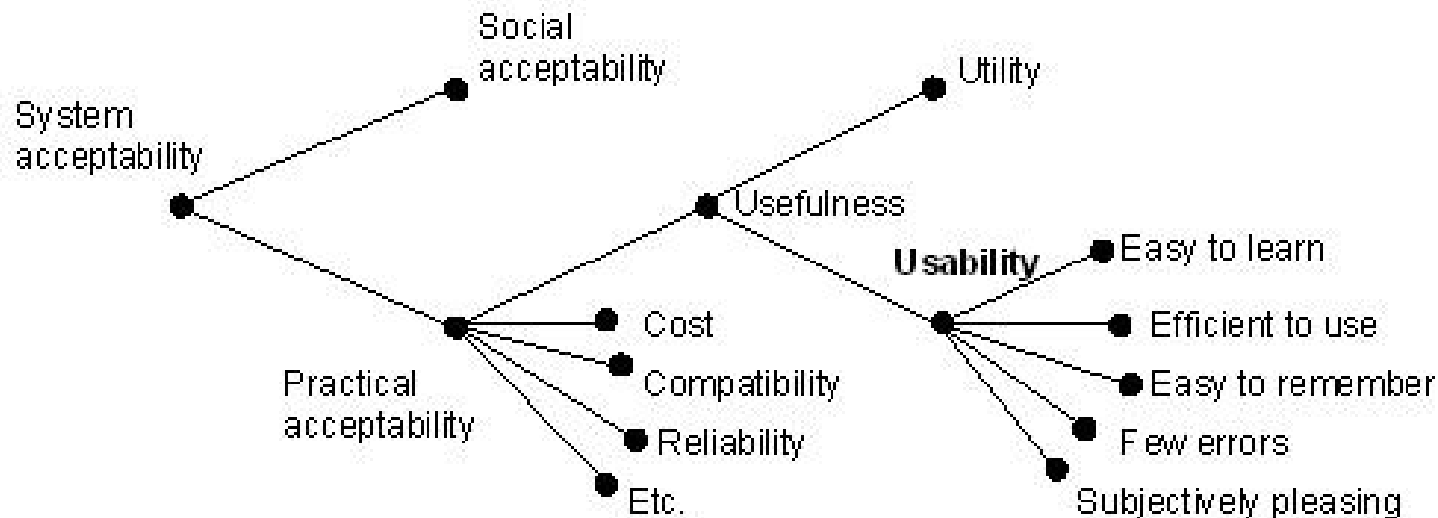 Social
acceptability
Utility
System
acceptability
Usefulness
Usability
Easy to learn
Cost
Efficient to use
Practical
acceptability
Compatibility
Easy to remember
Reliability
Few errors
Etc.
Subjectively pleasing